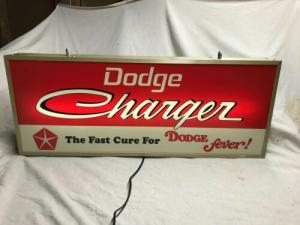 Dodge
Charger
The Fast Cure For DODGE fever!